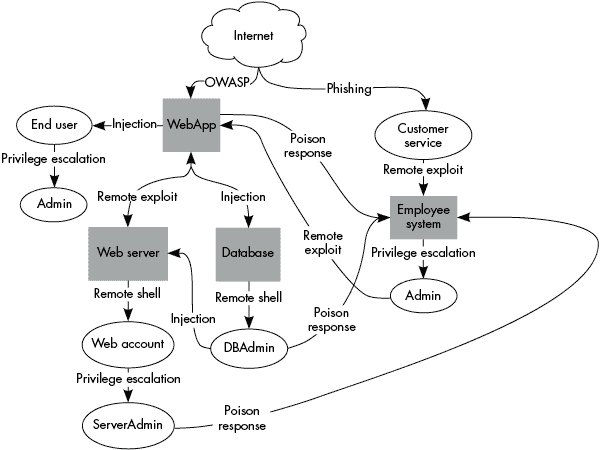 Internet
OWASP
Phishing
End user
Injection
WebApp
Poison
response
Customer
service
Privilege escalation
Remote exploit
Admin
Remote exploit
Injection
Employee
system
Web server
Database
Remote
exploit
Privilege escalation
Remote shell
Remote shell
Admin
Injection
Poison
response
Web account
DBAdmin
Privilege escalation
ServerAdmin
Poison
response